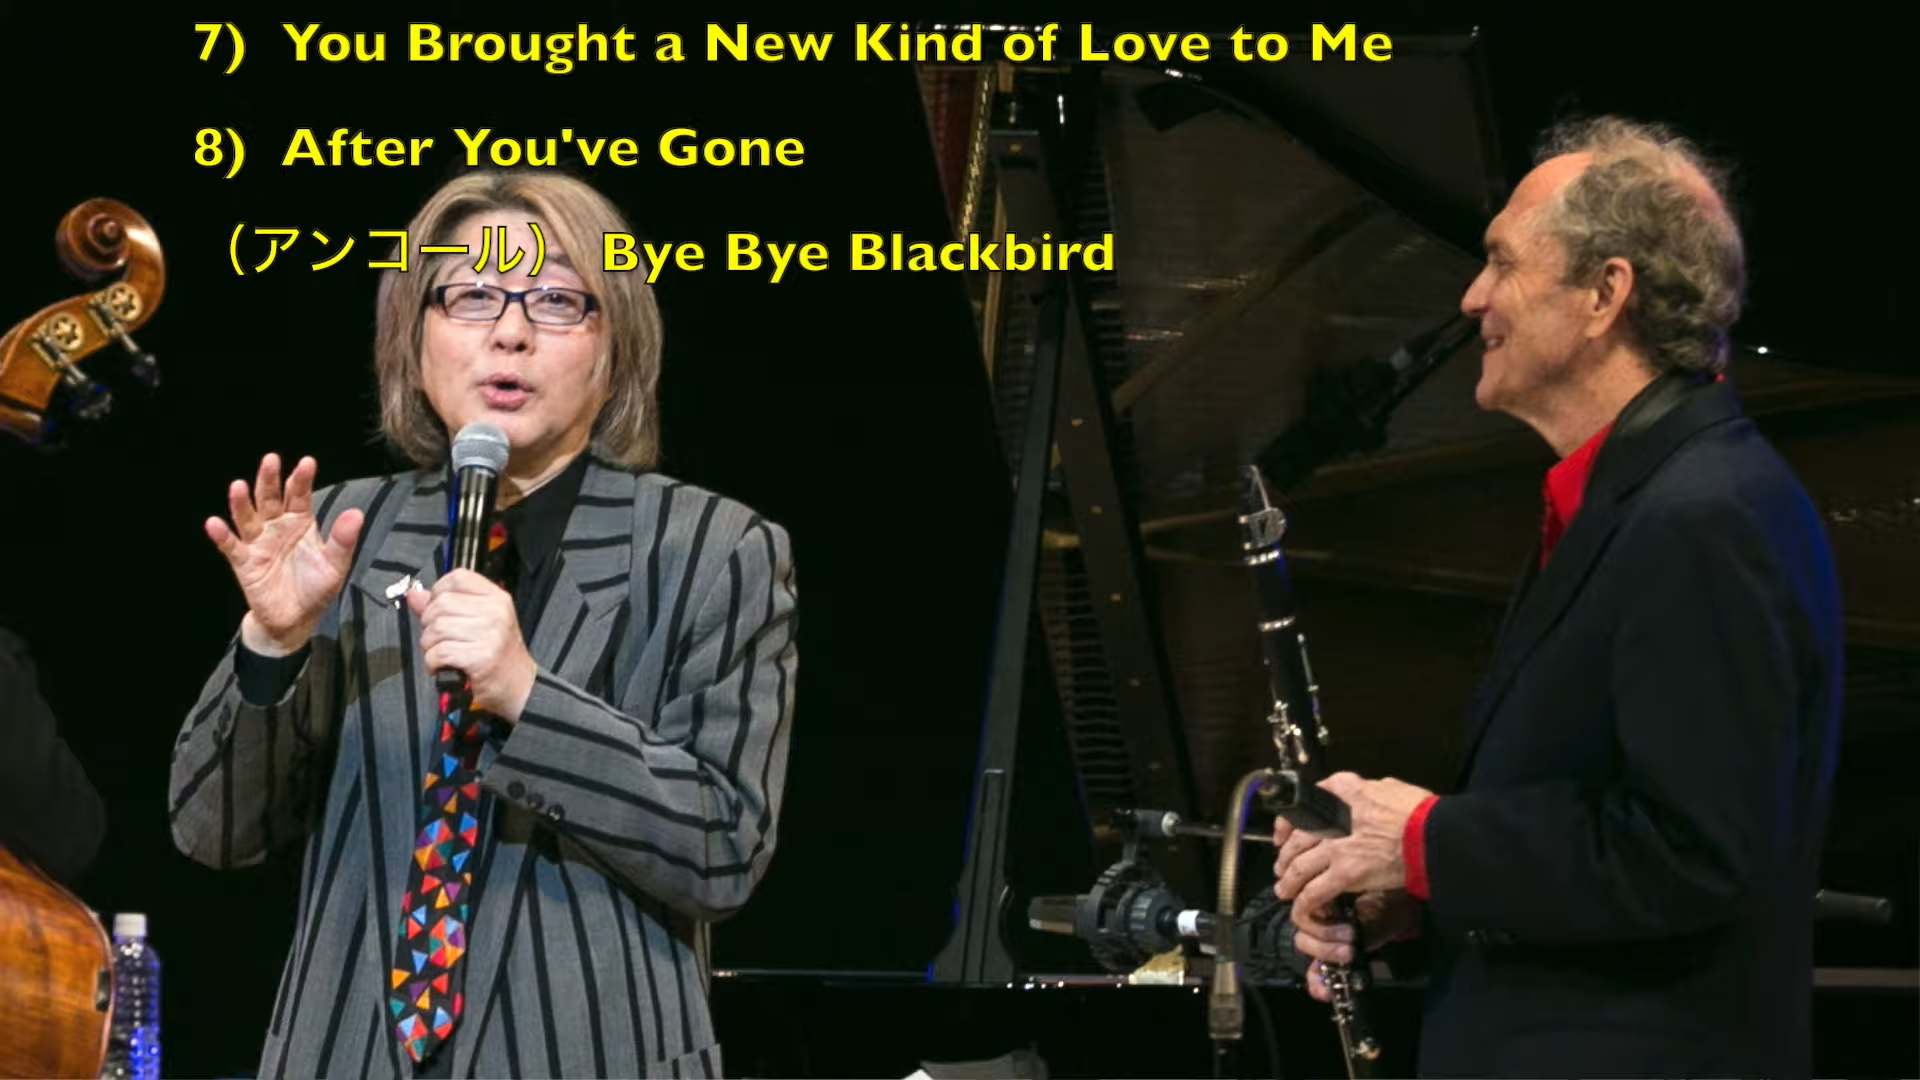 7) You Brought a New Kind of Love to Me
8) After You've Gone
（アンコール） Bye Bye Blackbird